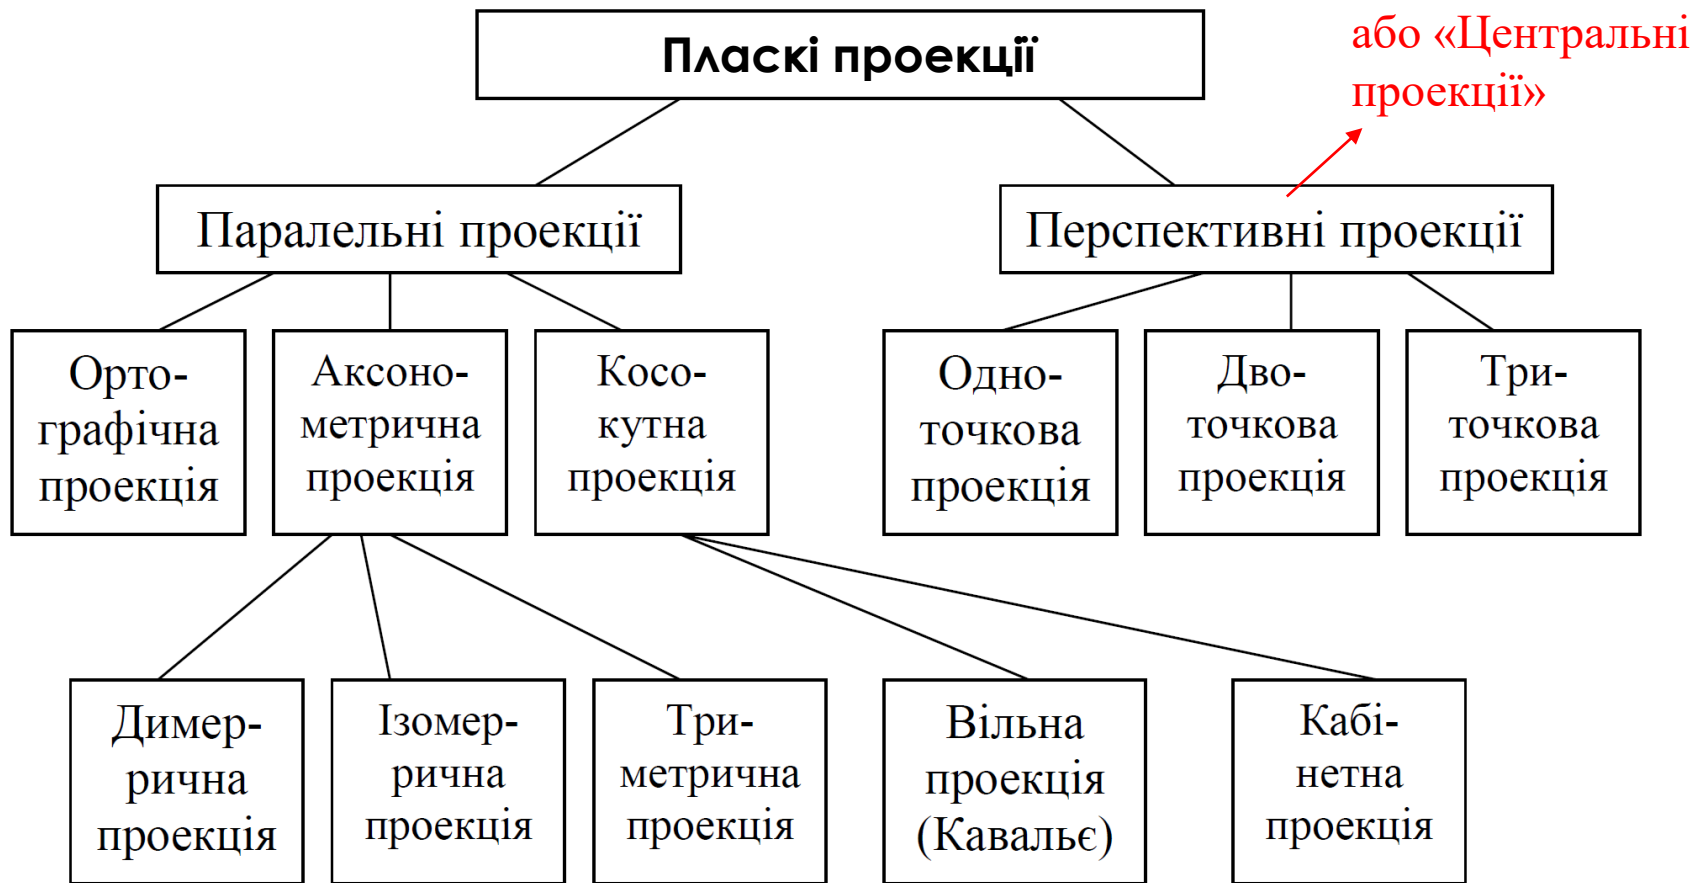 Пласкі проекції
або «Центральні
проекції»
Паралельні проекції
Перспективні проекції
Орто-
графічна
проекція
Аксоно-
метрична
проекція
Косо-
кутна
проекція
Одно-
точкова
проекція
Дво-
точкова
проекція
Три-
точкова
проекція
Димер-
рична
проекція
Ізомер-
рична
проекція
Три-
метрична
проекція
Вільна
проекція
(Кавальє)
Кабі-
нетна
проекція